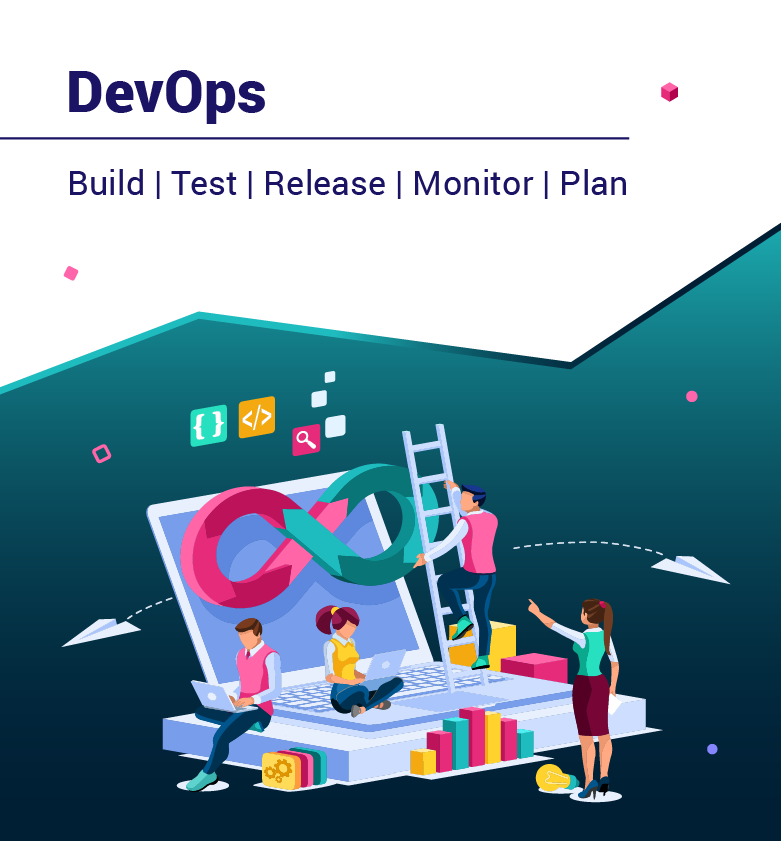 DevOps
Build | Test | Release | Monitor | Plan
{ } </>